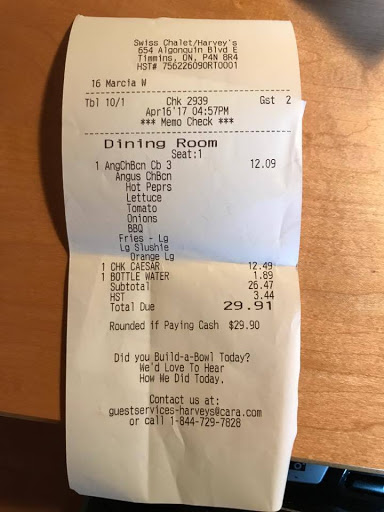 Swiss Chalet/Harvey's
654 Algonquin Blvd E
Timmins, ON, P4N 8R4
HST# 756226090RT0001
16 Marcia W
Tbl 10/1 Chk 2939 Gst 2
Apr16'17 04:57PM
*** Memo Check ***
Dining Room
Seat:1
1 AngChBcn Cb 3 12.09
Angus ChBcn
Hot Peprs
Lettuce
Tomato
Onions
BBQ
Fries - Lg
Lg Slushie
Orange Lg
1 CHK CAESAR 12.49
1 BOTTLE WATER 1.89
Subtotal 26.47
HST 3.44
Total Due 29.91
Rounded if Paying Cash $29.90
Did you Build-a-Bowl Today?
We'd Love To Hear
How We Did Today.
Contact us at:
guestservices-harveys@cara.com
or call 1-844-729-7828